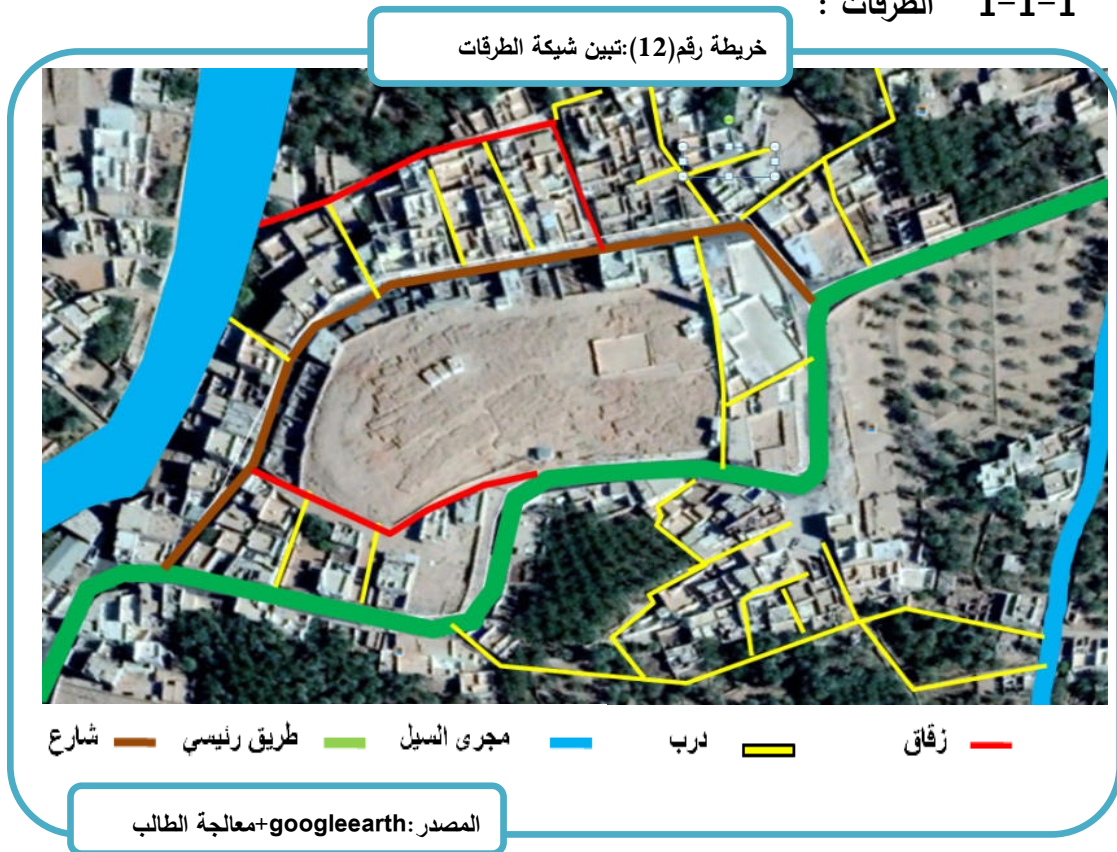 1-1-1 الطرقات :
خريطة رقم(12):تبين شبكة الطرقات
زقاق درب مجرى السيل طريق رئيسي شارع
المصدر:googleearth+معالجة الطالب